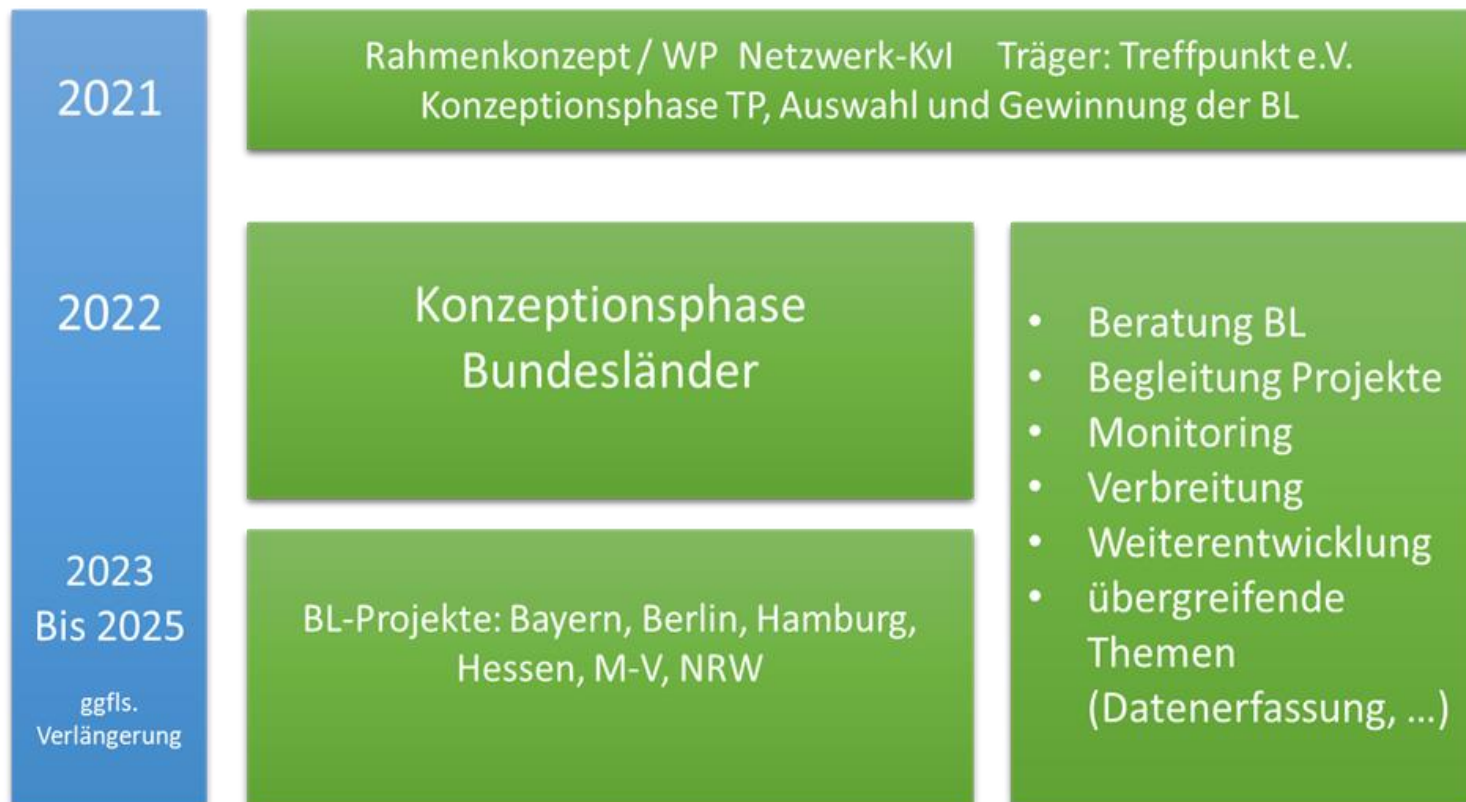 2021
Rahmenkonzept / WP Netzwerk-KvI Träger: Treffpunkt e.V.
Konzeptionsphase TP, Auswahl und Gewinnung der BL
2022
Konzeptionsphase
Bundesländer
2023
Bis 2025
ggfls.
Verlängerung
BL-Projekte: Bayern, Berlin, Hamburg,
Hessen, M-V, NRW
• Beratung BL
• Begleitung Projekte
• Monitoring
• Verbreitung
• Weiterentwicklung
• übergreifende
Themen
(Datenerfassung, ...)